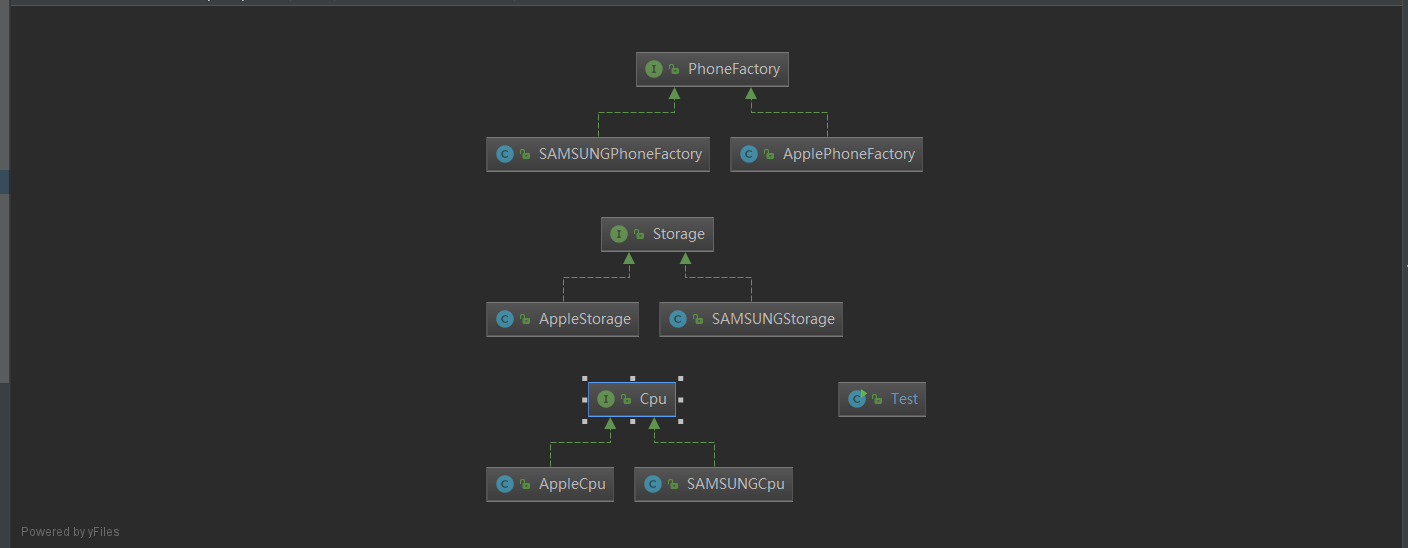 PhoneFactory
SAMSUNGPhoneFactory
ApplePhoneFactory
Storage
AppleStorage
SAMSUNGStorage
Cpu
Test
AppleCpu
SAMSUNGCpu
Powered by yFiles